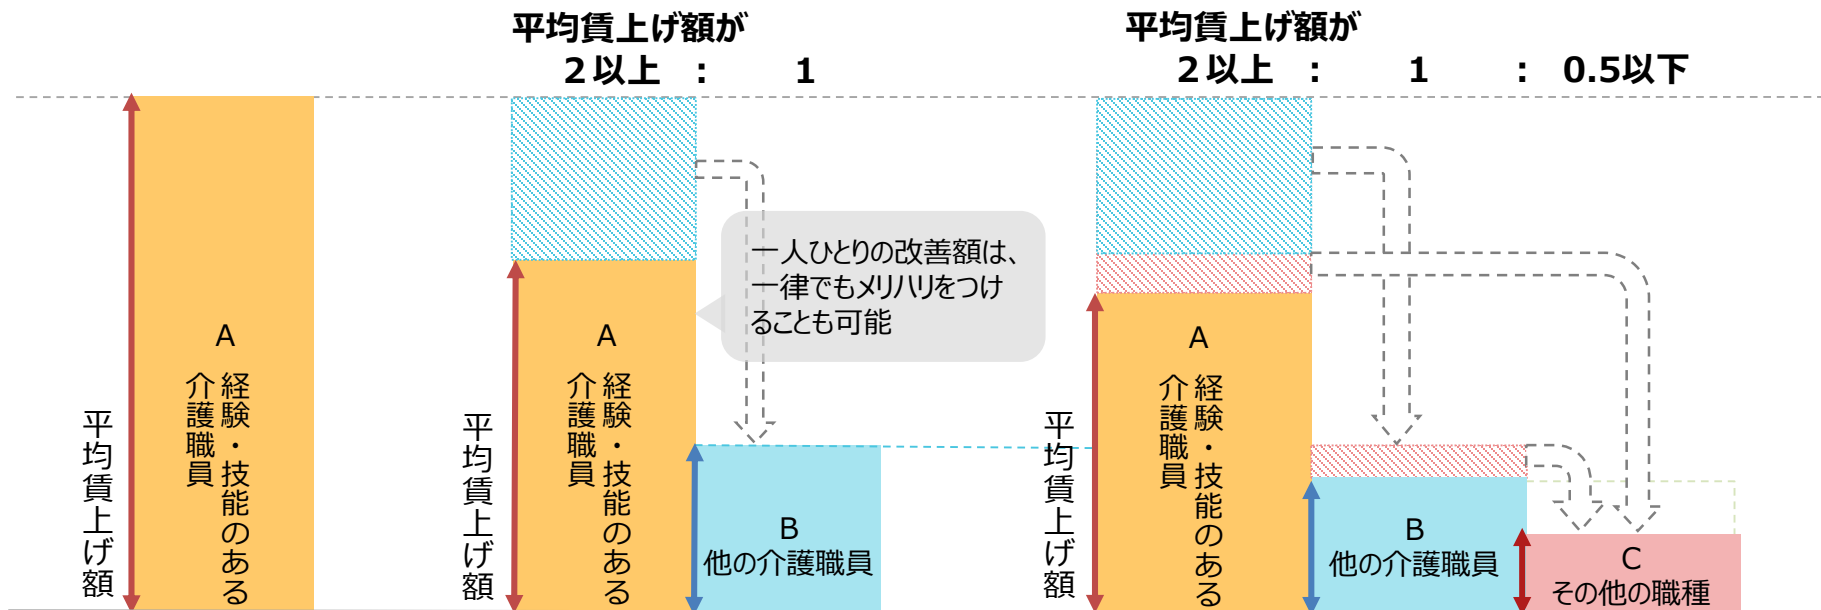 平均賃上げ額が
２以上 : 1
平均賃上げ額が
２以上 : 1 : 0.5以下
平均賃上げ額
A
経験・技能のある
介護職員
平均賃上げ額
A
経験・技能のある
介護職員
一人ひとりの改善額は、
一律でもメリハリをつけ
ることも可能
B
他の介護職員
平均賃上げ額
A
経験・技能のある
介護職員
B
他の介護職員
C
その他の職種